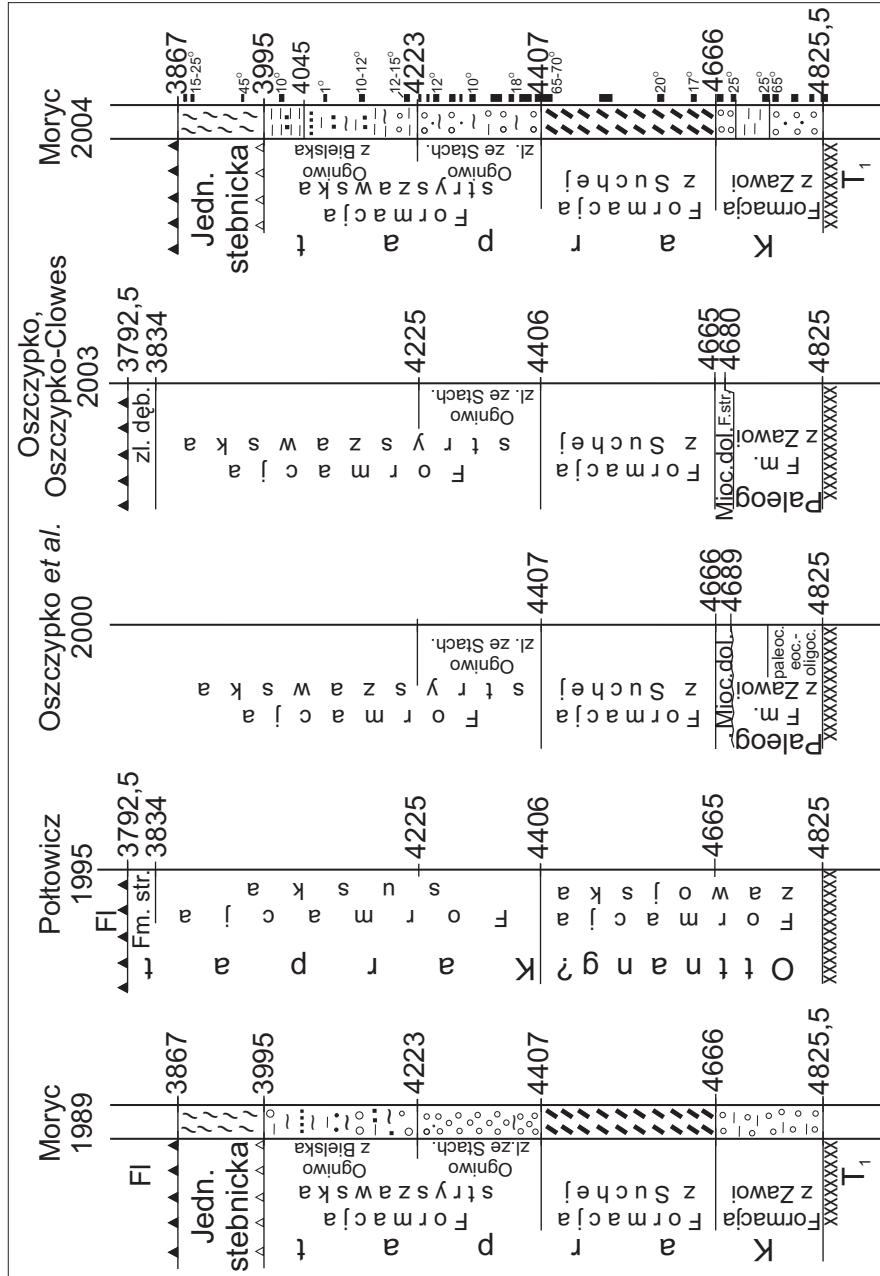 Moryc
1989
Fl
3867
Jedn.
stebnicka
3995
Karpat
Formacja
stryszawska
Ogniwo
z Bielska
4223
Ogniwo
zl.ze Stach.
4407
Formacja
z Suchej
4666
Formacja
z Zawoi
4825,5
T1
Połtowicz
1995
Fl
3792,5
Fm. str.
3834
Karpat
Formacja
suska
4225
4406
Ottnang?
Formacja
zawojska
4665
4825
Oszczypko et al.
2000
Formacja
stryszawska
Ogniwo
zl. ze Stach.
4407
Formacja
z Suchej
4666
Mioc.dol.
4689
Paleog.
Fm.
z Zawoi
paleoc.
eoc.-
oligoc.
4825
Oszczypko,
Oszczypko-Clowes
2003
3792,5
zl. dęb.
3834
Formacja
stryszawska
4225
Ogniwo
zl. ze Stach.
4406
Formacja
z Suchej
4665
Mioc.dol.
F.str.
4680
Paleog
Fm.
z Zawoi
4825
Moryc
2004
3867
15-25°
Jedn.
stebnicka
45°
3995
10°
4045
1°
10-12°
Karpat
Formacja
stryszawska
Ogniwo
z Bielska
12-15°
4223
12°
Ogniwo
zl. ze Stach.
10°
18°
4407
65-70°
Formacja
z Suchej
20°
17°
4666
25°
Formacja
z Zawoi
25°
65°
4825,5
T1